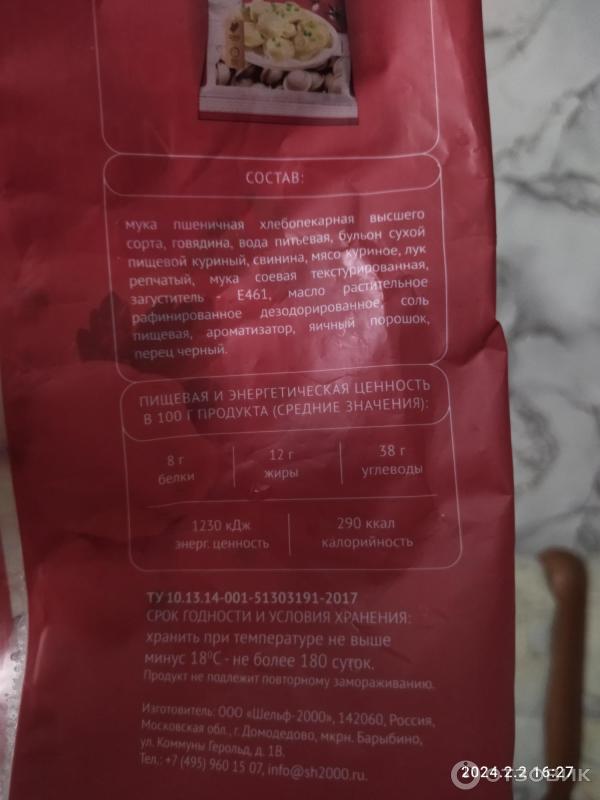 СОСТАВ:
мука пшеничная хлебопекарная высшего
сорта, говядина, вода питьевая, бульон сухой
пищевой куриный, свинина, мясо куриное, лук
репчатый, мука соевая текстурированная,
загуститель Е461, масло растительное
рафинированное дезодорированное, соль
пищевая, ароматизатор, яичный порошок,
перец черный.
ПИЩЕВАЯ И ЭНЕРГЕТИЧЕСКАЯ ЦЕННОСТЬ
В 100 Г ПРОДУКТА (СРЕДНИЕ ЗНАЧЕНИЯ):
8 г 12 г 38 г
белки жиры углеводы
1230 кДж 290 ккал
энерг. ценность калорийность
ТУ 10.13.14-001-51303191-2017
СРОК ГОДНОСТИ И УСЛОВИЯ ХРАНЕНИЯ:
хранить при температуре не выше
минус 18⁰С - не более 180 суток.
Продукт не подлежит повторному замораживанию.
Изготовитель: ООО «Шельф-2000», 142060, Россия,
Московская обл., г. Домодедово, мкрн. Барыбино,
ул. Коммуны Герольд, д. 1В.
Тел.: +7 (495) 960 15 07, info@sh2000.ru.
2024.2.2 16:27
ОТЗОВИК